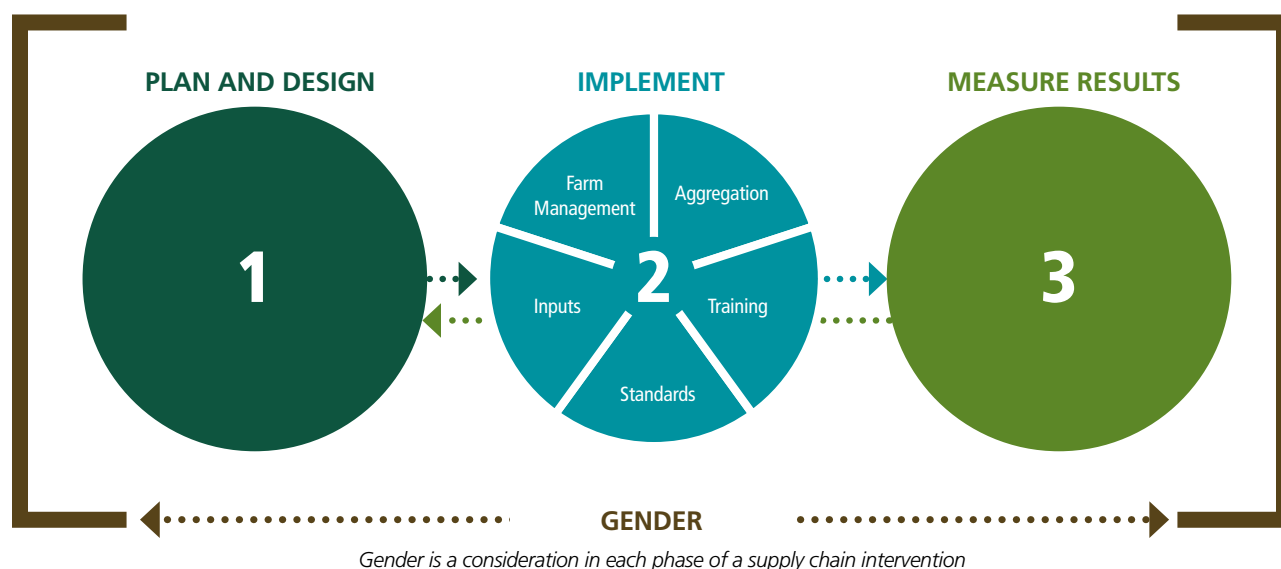 PLAN AND DESIGN
IMPLEMENT
MEASURE RESULTS
1
Farm
Management
Aggregation
2
Inputs
Training
Standards
3
GENDER
Gender is a consideration in each phase of a supply chain intervention